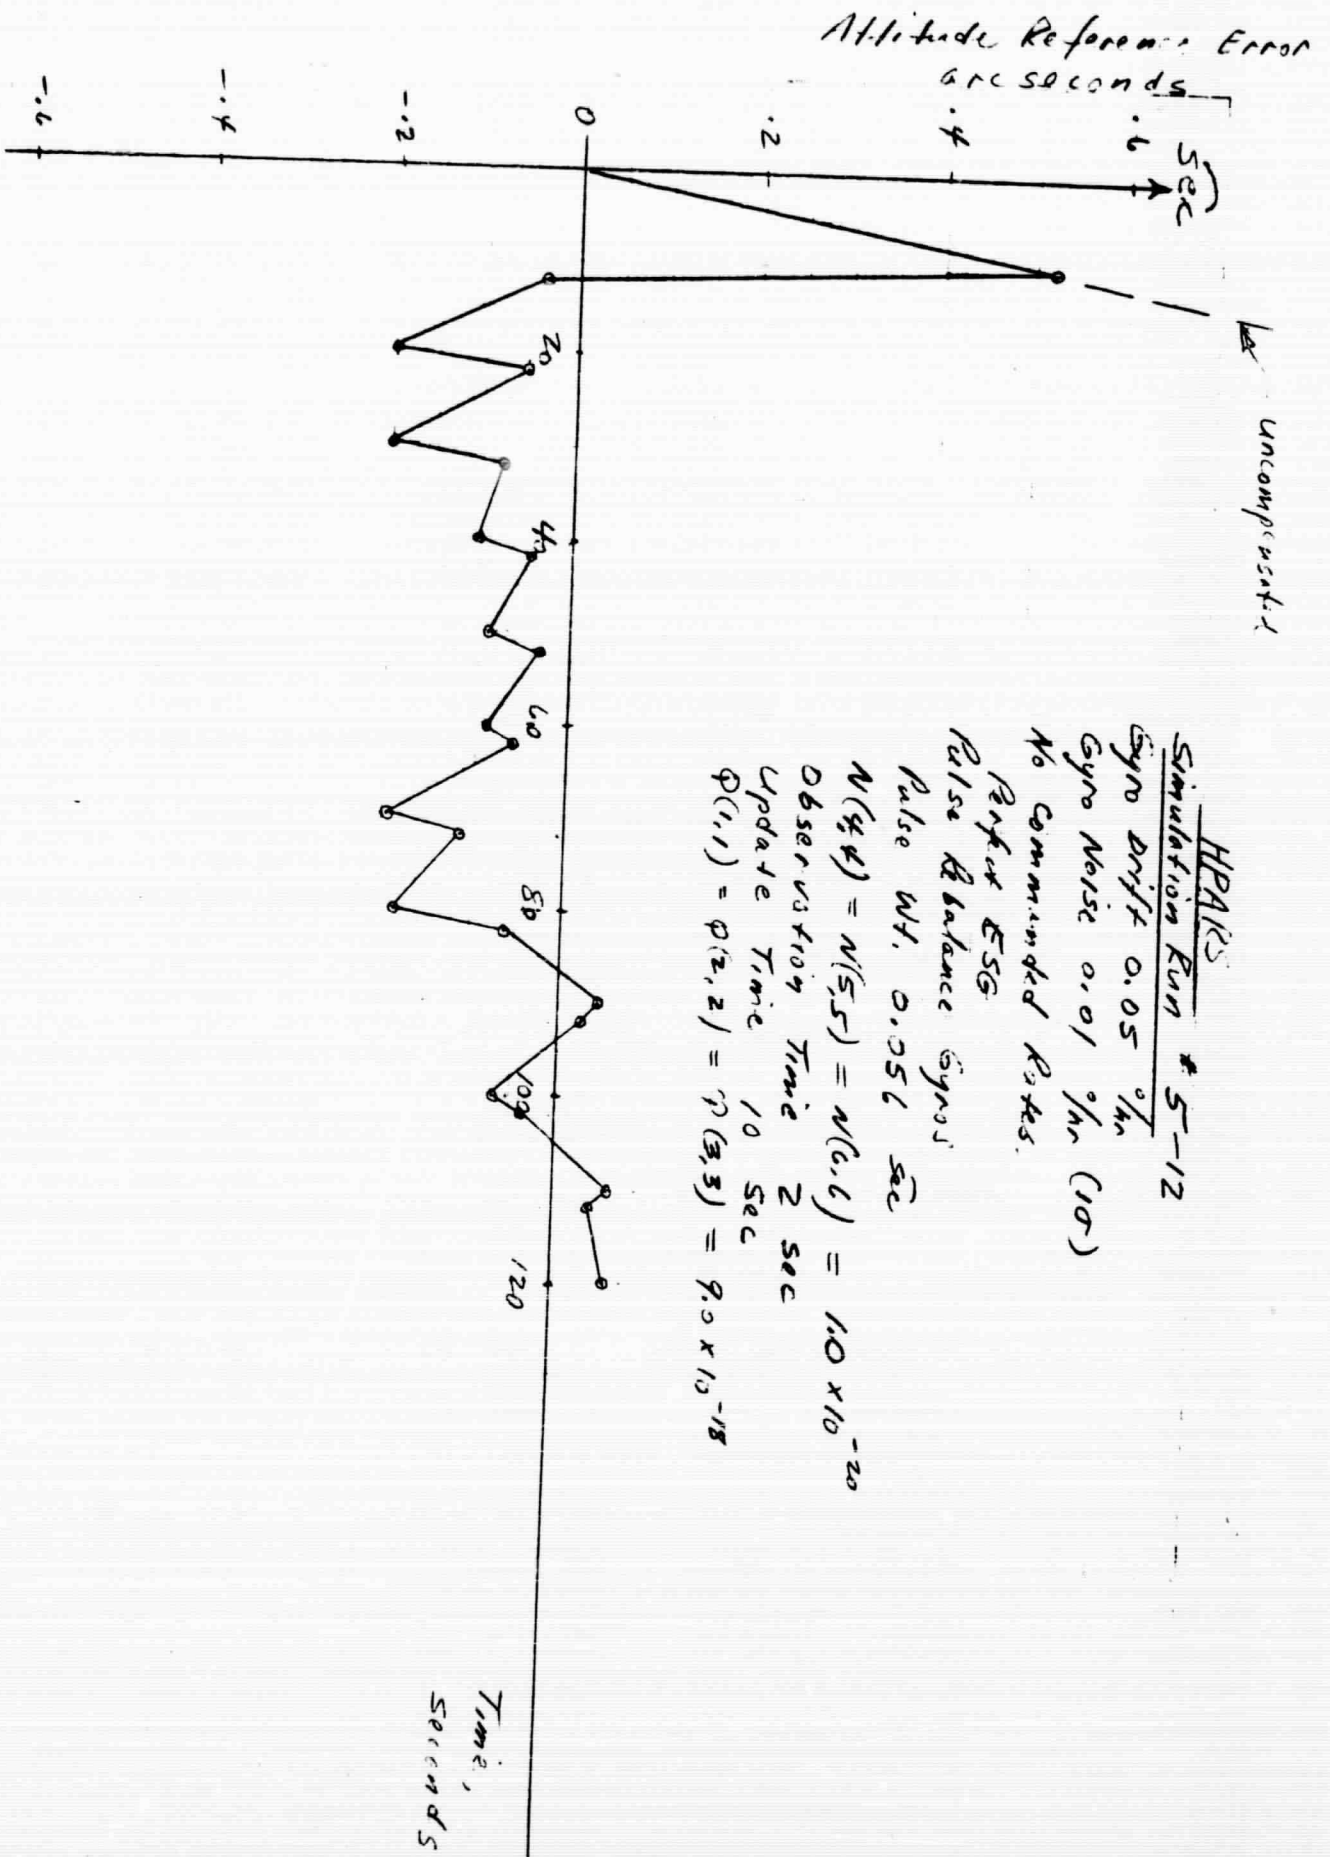 Attitude Reference Error
arc seconds
sec
.6
.4
.2
0
-.2
-.4
-.6
uncompensated
20
40
60
80
100
120
Time,
seconds
HPARS
Simulation Run # 5-12
Gyro Drift 0.05 °/hr
Gyro Noise 0.01 °/hr (1σ)
No Commanded Rates.
Perfect ESG
Pulse Rebalance Gyros
Pulse Wt. 0.056 sec
N(4,4) = N(5,5) = N(6,6) = 1.0 x 10⁻²⁰
Observation Time 2 sec
Update Time 10 sec
P(1,1) = P(2,2) = P(3,3) = 9.0 x 10⁻¹⁸